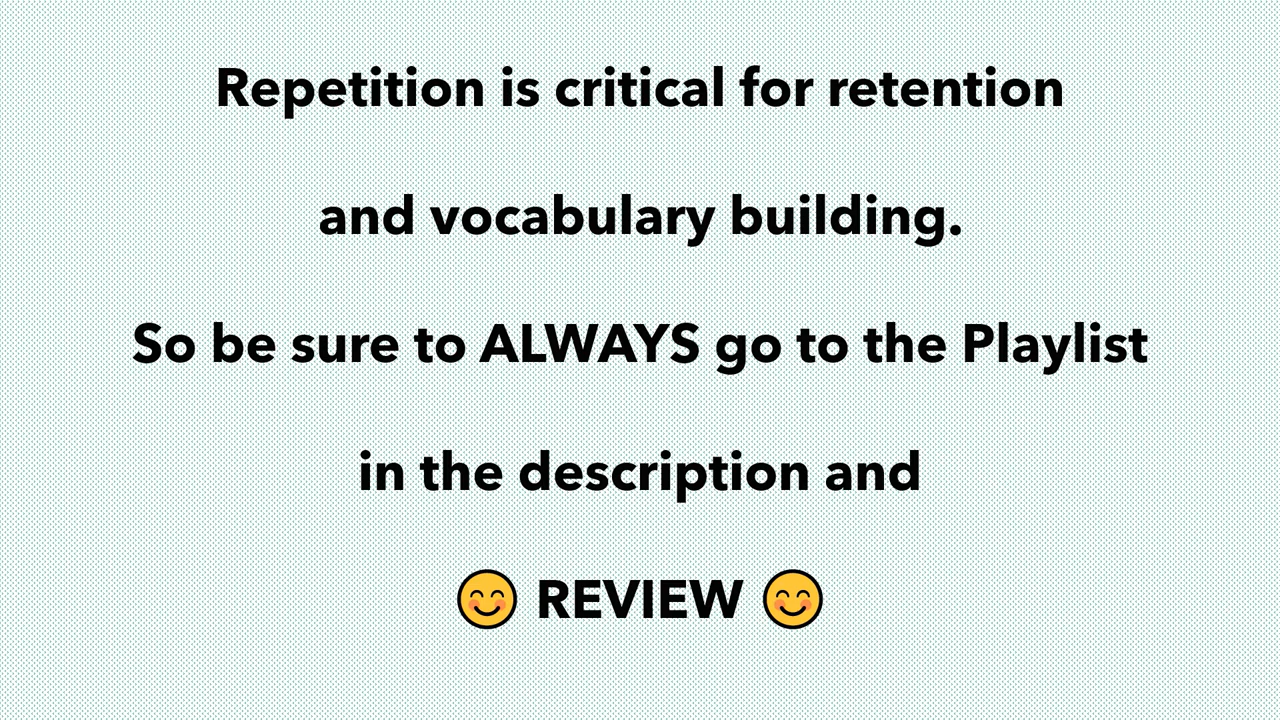 Repetition is critical for retention
and vocabulary building.
So be sure to ALWAYS go to the Playlist
in the description and
😊 REVIEW 😊